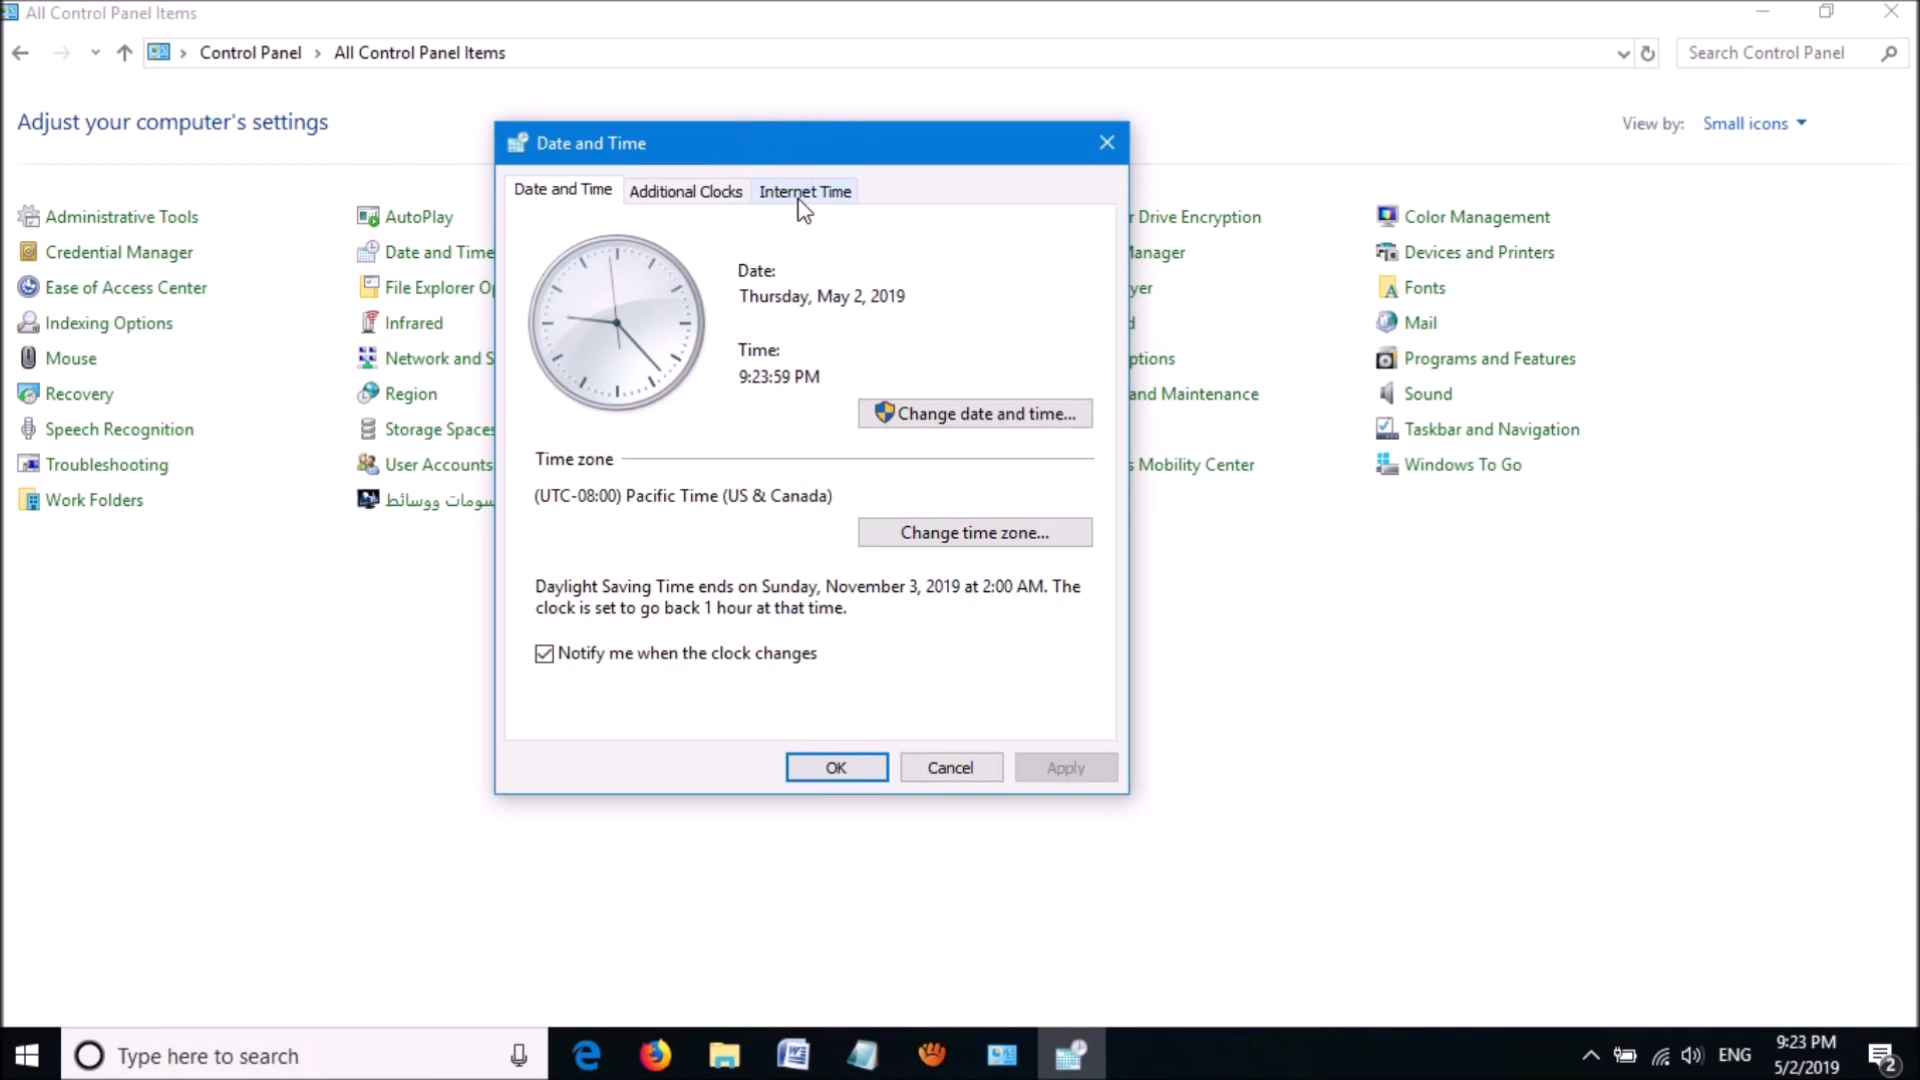 All Control Panel Items
Control Panel > All Control Panel Items
Search Control Panel
Adjust your computer's settings
View by: Small icons
Administrative Tools
Credential Manager
Ease of Access Center
Indexing Options
Mouse
Recovery
Speech Recognition
Troubleshooting
Work Folders
AutoPlay
Date and Time
File Explorer
Infrared
Network and
Region
Storage Spaces
User Accounts
Date and Time
Date and Time
Additional Clocks
Internet Time
Date:
Thursday, May 2, 2019
Time:
9:23:59 PM
Change date and time...
Time zone
(UTC-08:00) Pacific Time (US & Canada)
Change time zone...
Daylight Saving Time ends on Sunday, November 3, 2019 at 2:00 AM. The
clock is set to go back 1 hour at that time.
Notify me when the clock changes
OK
Cancel
Apply
Drive Encryption
and Maintenance
Mobility Center
Color Management
Devices and Printers
Fonts
Mail
Programs and Features
Sound
Taskbar and Navigation
Windows To Go
Type here to search
ENG
9:23 PM
5/2/2019
2